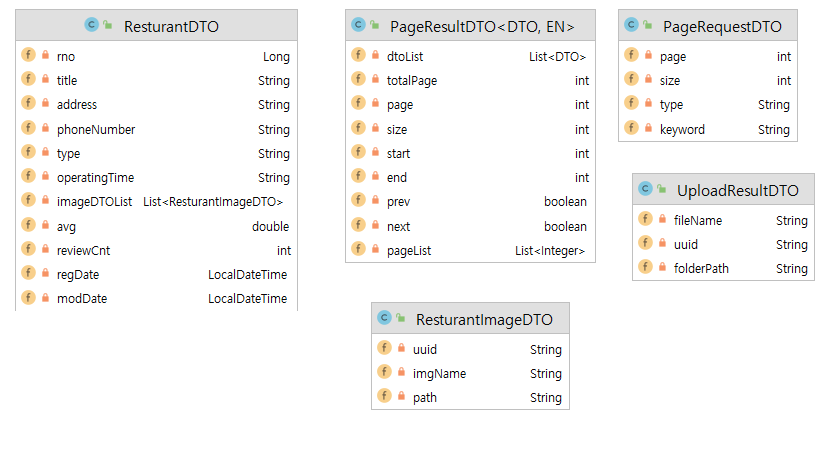 ResturantDTO
rno Long
title String
address String
phoneNumber String
type String
operatingTime String
imageDTOList List<ResturantImageDTO>
avg double
reviewCnt int
regDate LocalDateTime
modDate LocalDateTime
PageResultDTO<DTO, EN>
dtoList List<DTO>
totalPage int
page int
size int
start int
end int
prev boolean
next boolean
pageList List<Integer>
PageRequestDTO
page int
size int
type String
keyword String
UploadResultDTO
fileName String
uuid String
folderPath String
ResturantImageDTO
uuid String
imgName String
path String